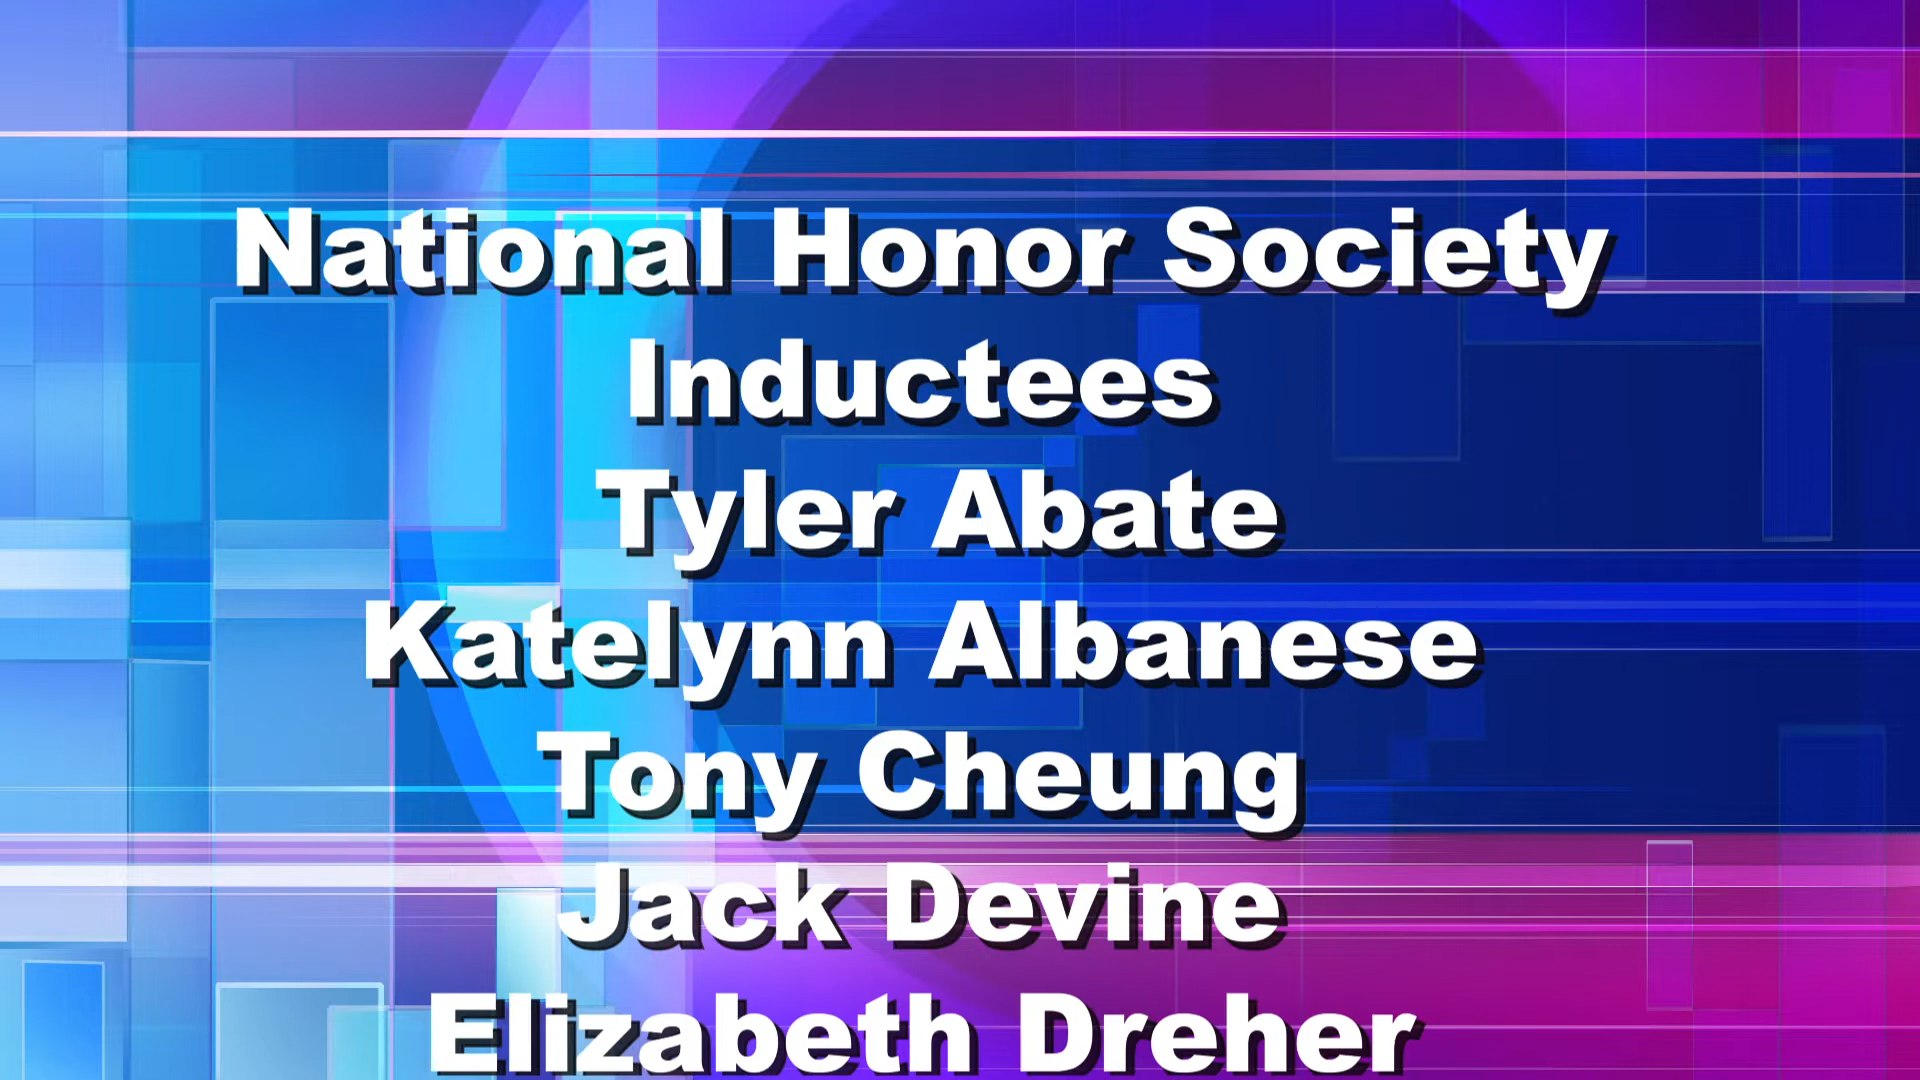 National Honor Society
Inductees
Tyler Abate
Katelynn Albanese
Tony Cheung
Jack Devine
Elizabeth Dreher